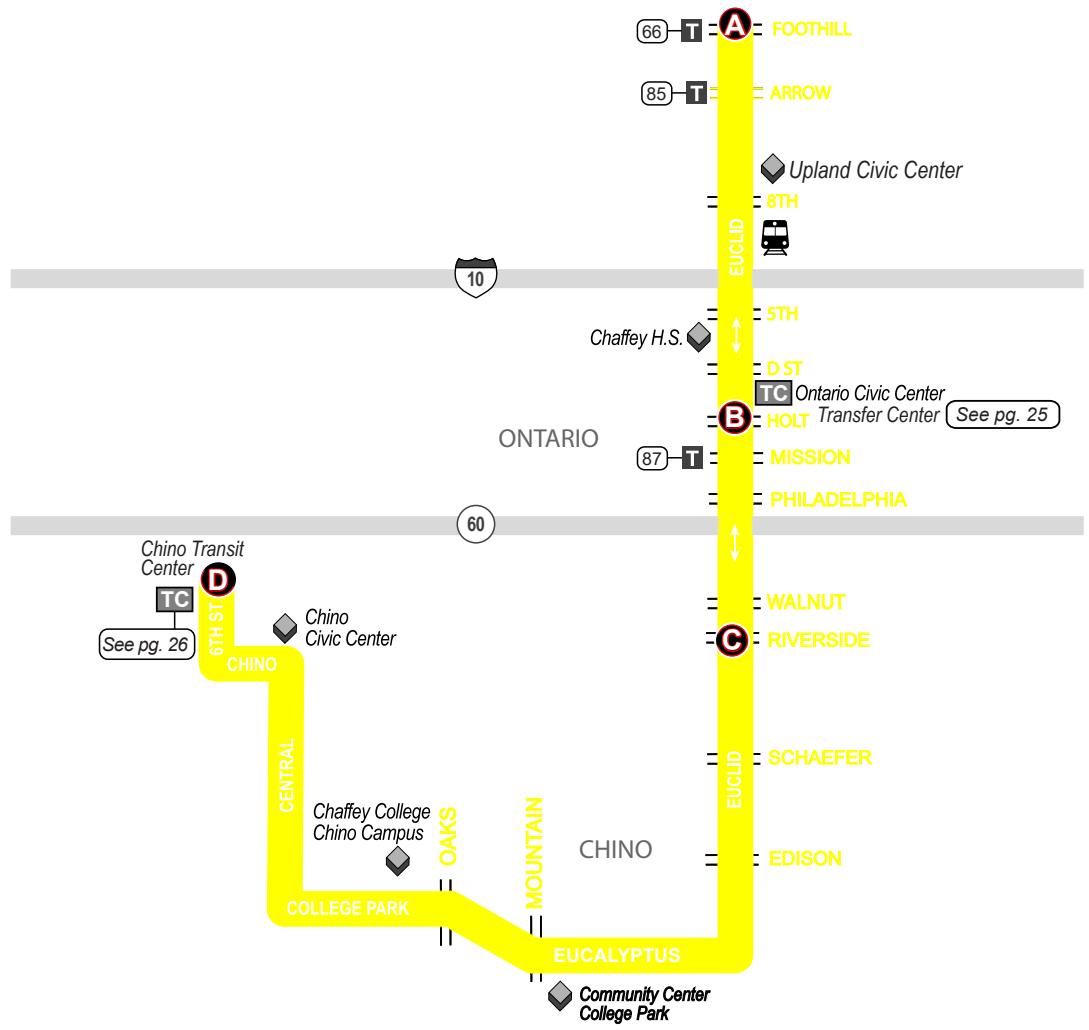 66 T A FOOTHILL
85 T ARROW
Upland Civic Center
8TH
EUCLID
10
5TH
Chaffey H.S.
D ST
TC Ontario Civic Center
Transfer Center See pg. 25
B HOLT
ONTARIO
87 T MISSION
PHILADELPHIA
60
Chino Transit
Center
D
TC
6TH ST
See pg. 26
Chino
Civic Center
CHINO
WALNUT
C RIVERSIDE
CENTRAL
EUCLID
SCHAEFER
Chaffey College
Chino Campus
OAKS
MOUNTAIN
CHINO
EDISON
COLLEGE PARK
EUCALYPTUS
Community Center
College Park